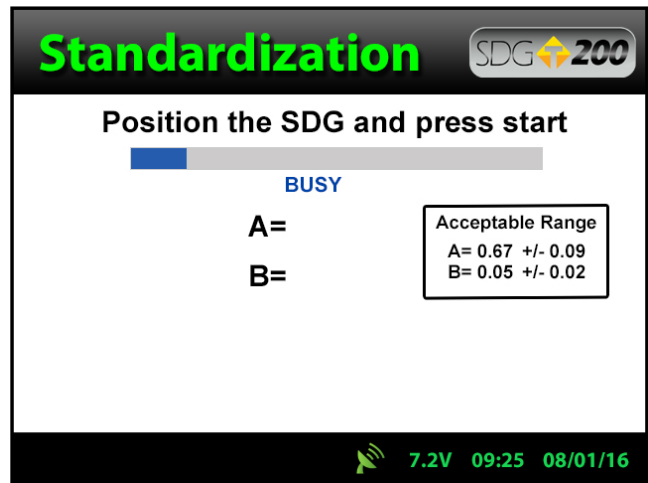 Standardization
SDG 200
Position the SDG and press start
BUSY
A=
B=
Acceptable Range
A= 0.67 +/- 0.09
B= 0.05 +/- 0.02
7.2V 09:25 08/01/16